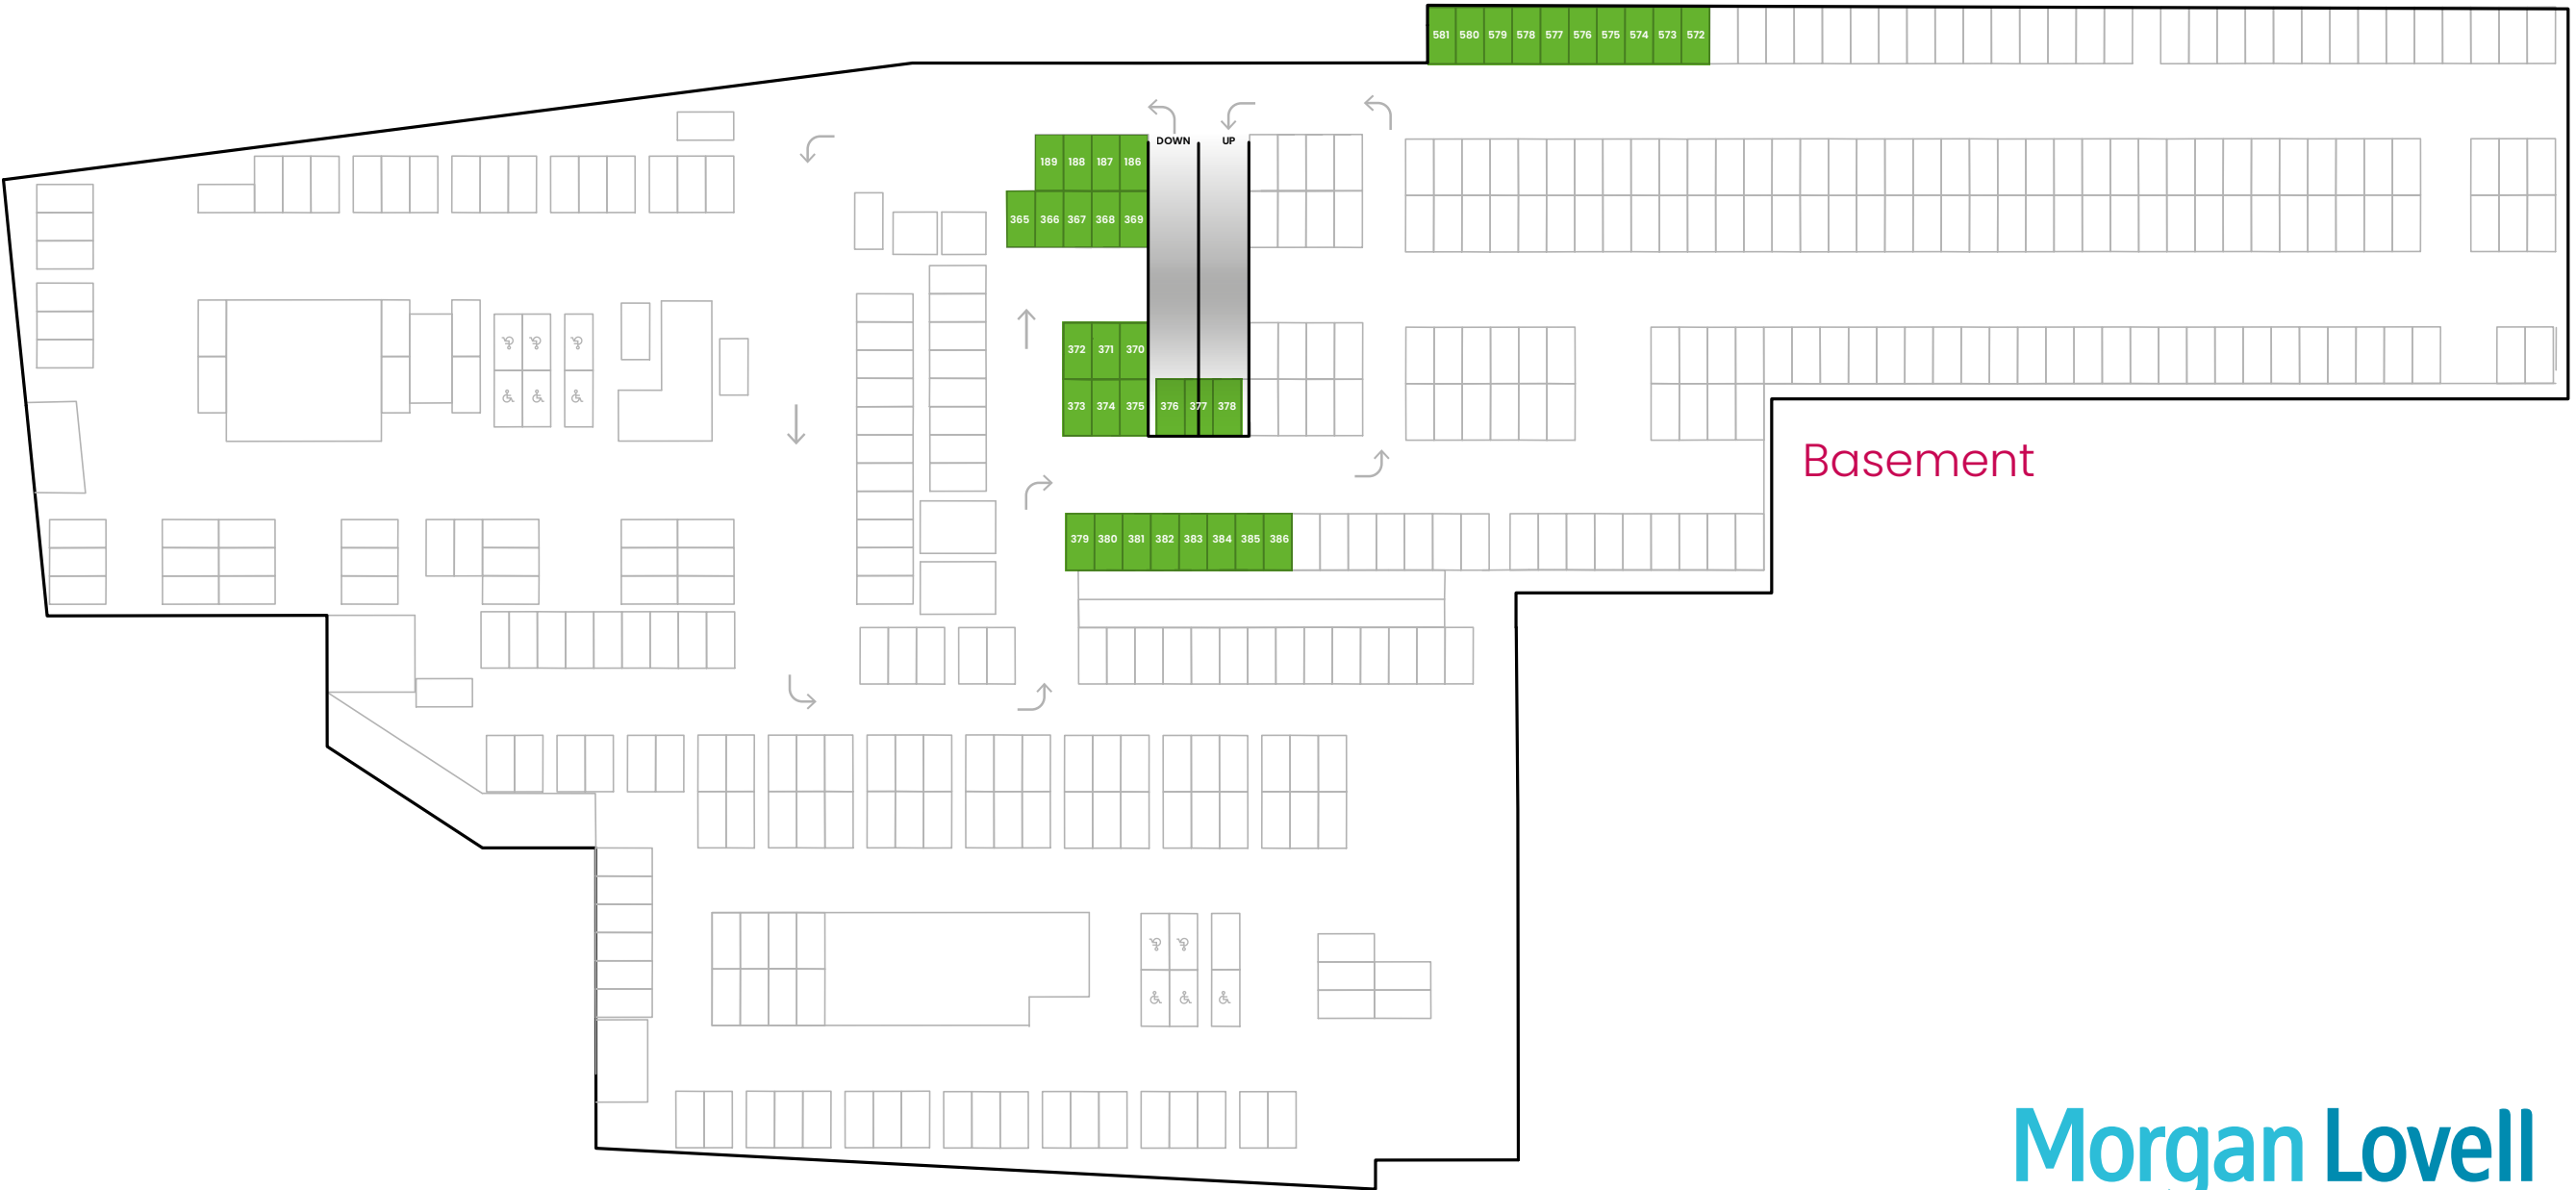 581 580 579 578 577 576 575 574 573 572
DOWN UP
189 188 187 186
365 366 367 368 369
372 371 370
373 374 375 376 377 378
Basement
379 380 381 382 383 384 385 386
Morgan Lovell